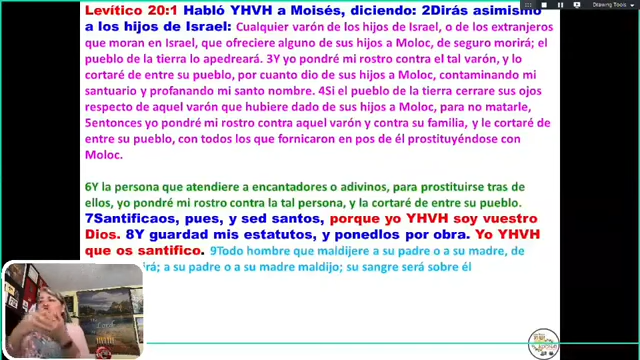 Levítico 20:1 Habló YHVH a Moisés, diciendo: 2Dirás asimismo
a los hijos de Israel: Cualquier varón de los hijos de Israel, o de los extranjeros
que moran en Israel, que ofreciere alguno de sus hijos a Moloc, de seguro morirá; el
pueblo de la tierra lo apedreará. 3Y yo pondré mi rostro contra el tal varón, y lo
cortaré de entre su pueblo, por cuanto dio de sus hijos a Moloc, contaminando mi
santuario y profanando mi santo nombre. 4Si el pueblo de la tierra cerrare sus ojos
respecto de aquel varón que hubiere dado de sus hijos a Moloc, para no matarle,
5entonces yo pondré mi rostro contra aquel varón y contra su familia, y le cortaré de
entre su pueblo, con todos los que fornicaron en pos de él prostituyéndose con
Moloc.
6Y la persona que atendiere a encantadores o adivinos, para prostituirse tras de
ellos, yo pondré mi rostro contra la tal persona, y la cortaré de entre su pueblo.
7Santificaos, pues, y sed santos, porque yo YHVH soy vuestro
Dios. 8Y guardad mis estatutos, y ponedlos por obra. Yo YHVH
que os santifico. 9Todo hombre que maldijere a su padre o a su madre, de
irá; a su padre o a su madre maldijo; su sangre será sobre él
Drawing Tools